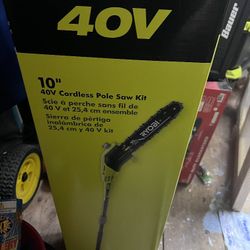 40V
10"
40V Cordless Pole Saw Kit
Scie à perche sans fil de
40 V et 25,4 cm ensemble
Sierra de pértiga
inalámbrica de
25,4 cm y 40 V kit
RYOBI
Bauer